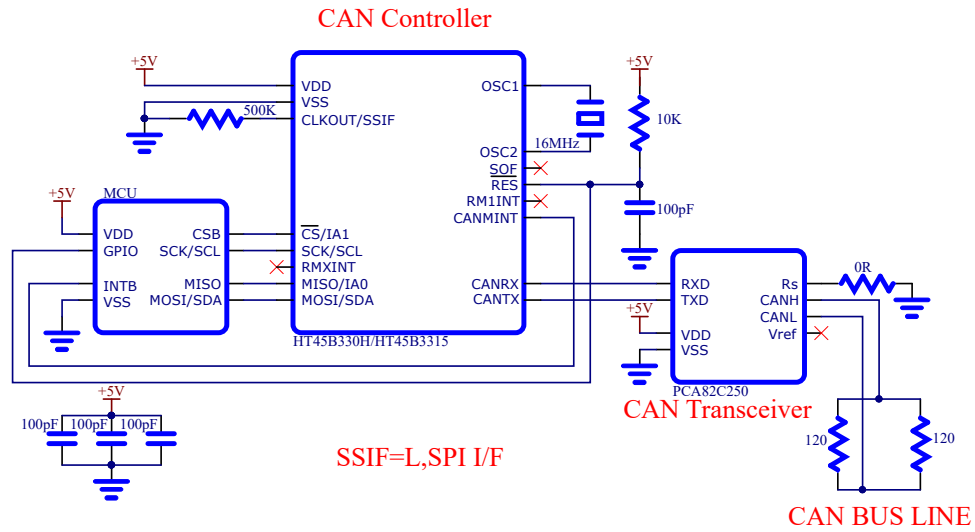 CAN Controller
+5V
VDD
VSS
500K
CLKOUT/SSIF
OSC1
OSC2
16MHz
SOF
RES
RM1INT
CANMINT
+5V
10K
100pF
MCU
+5V
VDD
GPIO
INTB
VSS
CSB
SCK/SCL
MISO
MOSI/SDA
CS/IA1
SCK/SCL
RMXINT
MISO/IA0
MOSI/SDA
CANRX
CANTX
HT45B330H/HT45B3315
+5V
RXD
TXD
VDD
VSS
Rs
CANH
CANL
Vref
0R
PCA82C250
CAN Transceiver
+5V
100pF
100pF
100pF
SSIF=L,SPI I/F
120
120
CAN BUS LINE